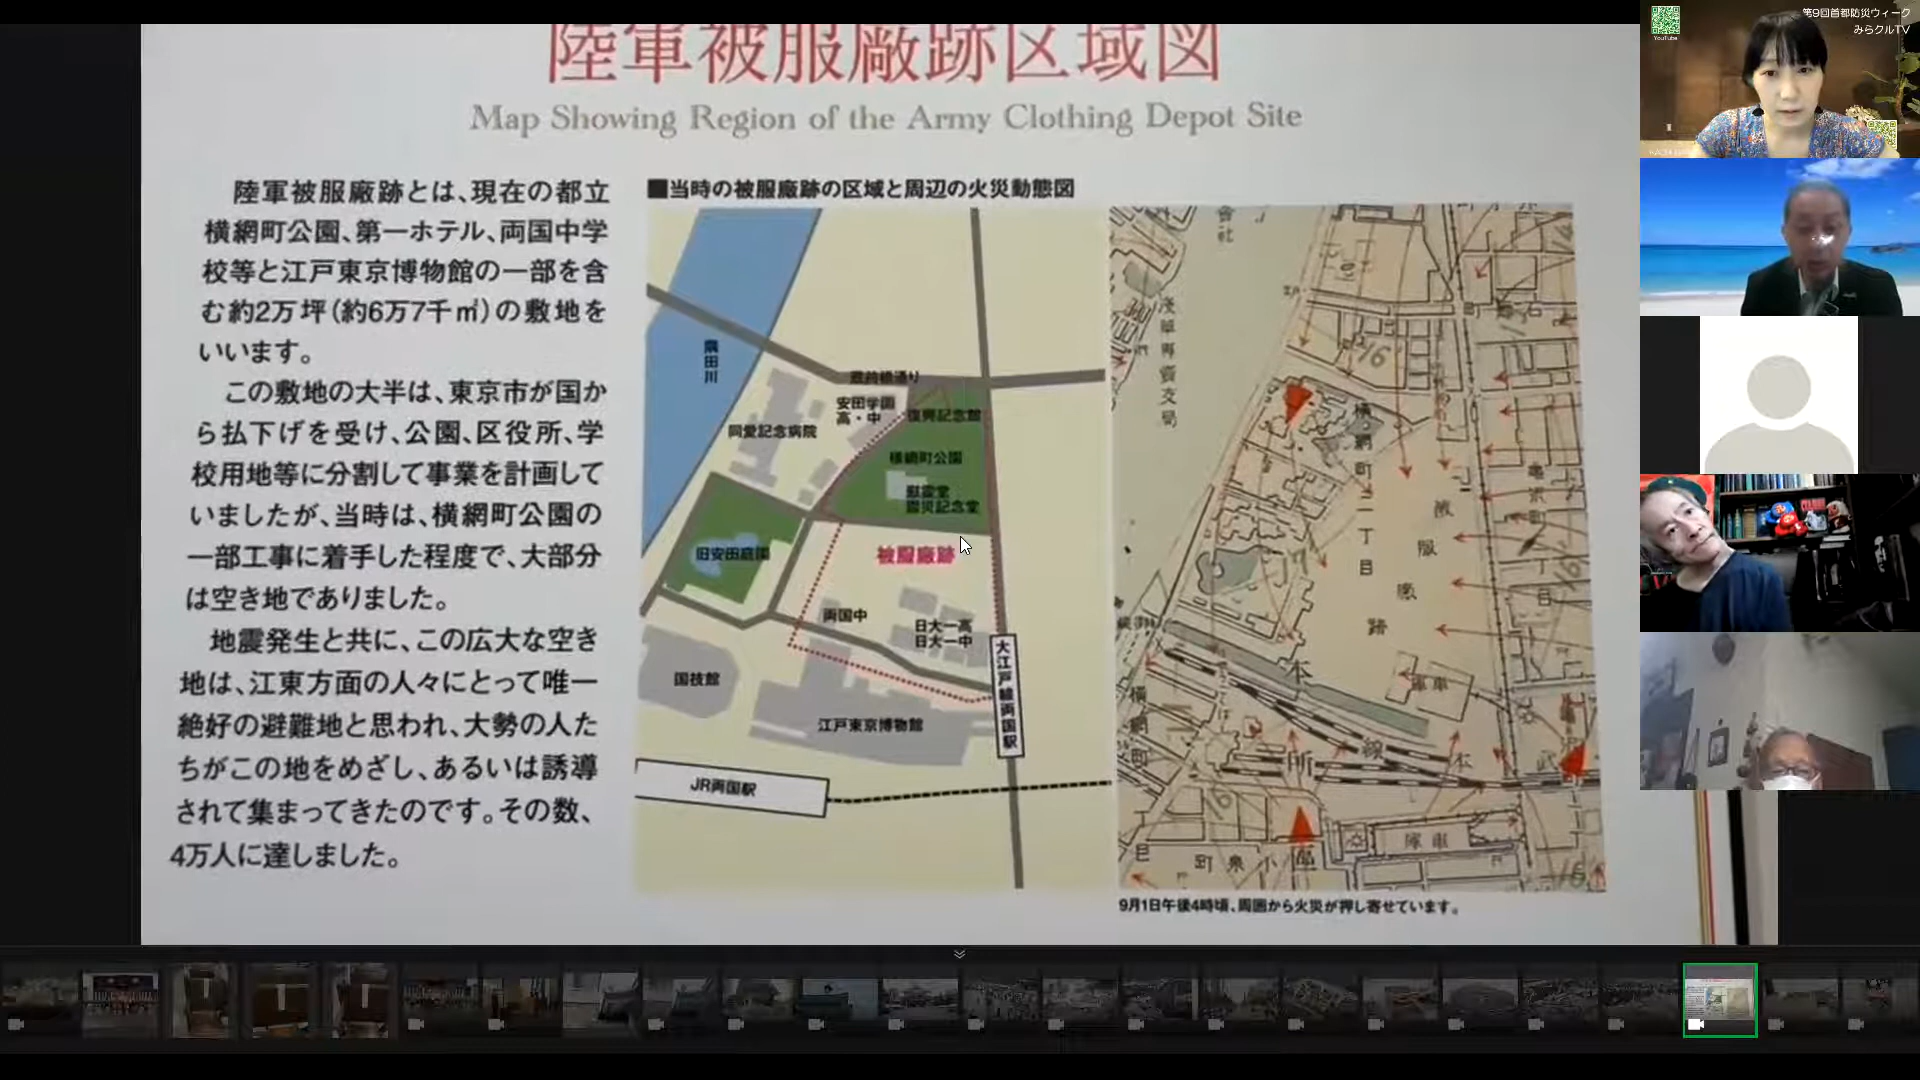 陸軍被服廠跡区域図
Map Showing Region of the Army Clothing Depot Site
陸軍被服廠跡とは、現在の都立
横網町公園、第一ホテル、両国中学
校等と江戸東京博物館の一部を含
む約2万坪(約6万7千㎡)の敷地を
いいます。
この敷地の大半は、東京市が国か
ら払下げを受け、公園、区役所、学
校用地等に分割して事業を計画して
いましたが、当時は、横網町公園の
一部工事に着手した程度で、大部分
は空き地でありました。
地震発生と共に、この広大な空き
地は、江東方面の人々にとって唯一
絶好の避難地と思われ、大勢の人た
ちがこの地をめざし、あるいは誘導
されて集まってきたのです。その数、
4万人に達しました。
■当時の被服廠跡の区域と周辺の火災動態図
隅田川
蔵前橋通り
安田学園
高・中
復興記念館
同愛記念病院
横網町公園
慰霊堂
震災記念堂
旧安田庭園
被服廠跡
両国中
日大一高
日大一中
国技館
江戸東京博物館
大江戸線両国駅
JR両国駅
横網町二丁目
被服廠跡
本所區
横網町
小泉町
倉庫
9月1日午後4時頃、周囲から火災が押し寄せています。
第9回首都防災ウィーク
みらクルTV
YouTube